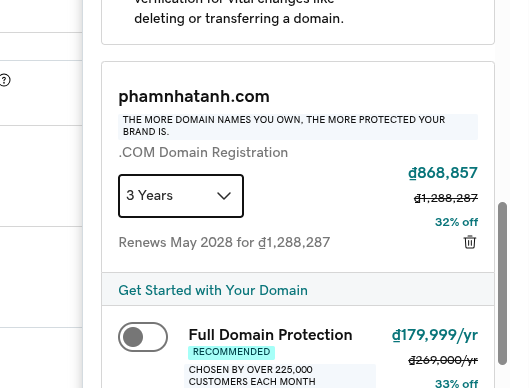 verification for vital changes like
deleting or transferring a domain.
phamnhatanh.com
THE MORE DOMAIN NAMES YOU OWN, THE MORE PROTECTED YOUR
BRAND IS.
.COM Domain Registration
₫868,857
3 Years
₫1,288,287
32% off
Renews May 2028 for ₫1,288,287
Get Started with Your Domain
Full Domain Protection
₫179,999/yr
RECOMMENDED
₫269,000/yr
CHOSEN BY OVER 225,000
CUSTOMERS EACH MONTH
33% off